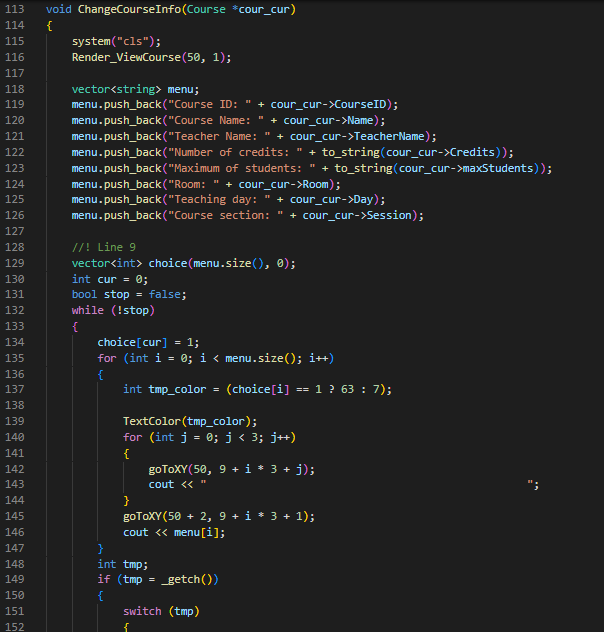 113 void ChangeCourseInfo(Course *cour_cur)
114 {
115     system("cls");
116     Render_ViewCourse(50, 1);
117
118     vector<string> menu;
119     menu.push_back("Course ID: " + cour_cur->CourseID);
120     menu.push_back("Course Name: " + cour_cur->Name);
121     menu.push_back("Teacher Name: " + cour_cur->TeacherName);
122     menu.push_back("Number of credits: " + to_string(cour_cur->Credits));
123     menu.push_back("Maximum of students: " + to_string(cour_cur->maxStudents));
124     menu.push_back("Room: " + cour_cur->Room);
125     menu.push_back("Teaching day: " + cour_cur->Day);
126     menu.push_back("Course section: " + cour_cur->Session);
127
128     //! Line 9
129     vector<int> choice(menu.size(), 0);
130     int cur = 0;
131     bool stop = false;
132     while (!stop)
133     {
134         choice[cur] = 1;
135         for (int i = 0; i < menu.size(); i++)
136         {
137             int tmp_color = (choice[i] == 1 ? 63 : 7);
138
139             TextColor(tmp_color);
140             for (int j = 0; j < 3; j++)
141             {
142                 goToXY(50, 9 + i * 3 + j);
143                 cout << "                                                  ";
144             }
145             goToXY(50 + 2, 9 + i * 3 + 1);
146             cout << menu[i];
147         }
148         int tmp;
149         if (tmp = _getch())
150         {
151             switch (tmp)
152             {